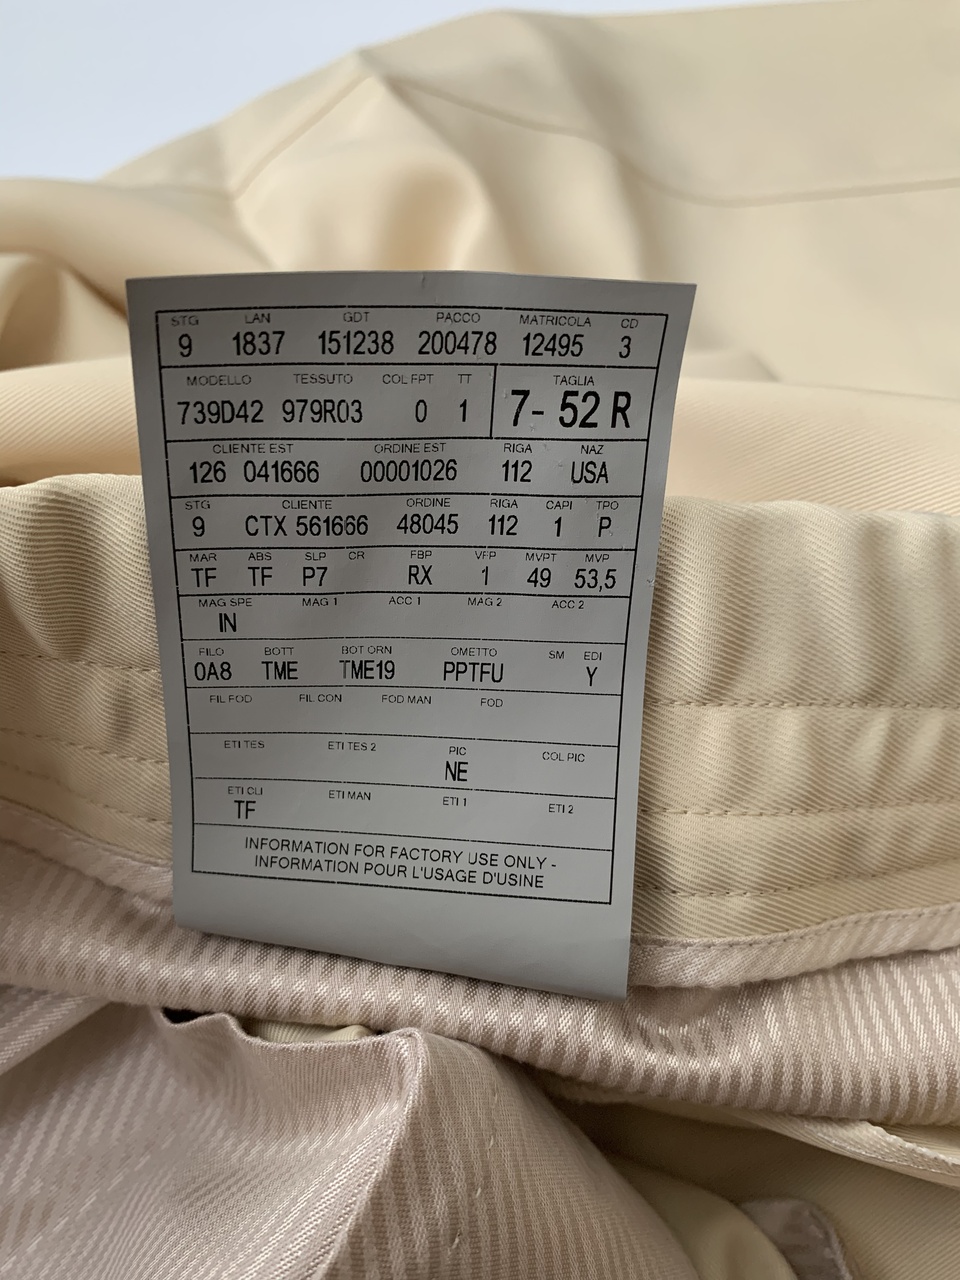 STG LAN GDT PACCO MATRICOLA CD
9 1837 151238 200478 12495 3
MODELLO TESSUTO COL FPT TT TAGLIA
739D42 979R03 0 1 7- 52 R
CLIENTE EST ORDINE EST RIGA NAZ
126 041666 00001026 112 USA
STG CLIENTE ORDINE RIGA CAPI TPO
9 CTX 561666 48045 112 1 P
MAR ABS SLP CR FBP VFP MVPT MVP
TF TF P7 RX 1 49 53,5
MAG SPE MAG 1 ACC 1 MAG 2 ACC 2
IN
FILO BOTT BOT ORN OMETTO SM EDI
0A8 TME TME19 PPTFU Y
FIL FOD FIL CON FOD MAN FOD
ETI TES ETI TES 2 PIC COL PIC
NE
ETI CLI ETI MAN ETI 1 ETI 2
TF
INFORMATION FOR FACTORY USE ONLY -
INFORMATION POUR L'USAGE D'USINE